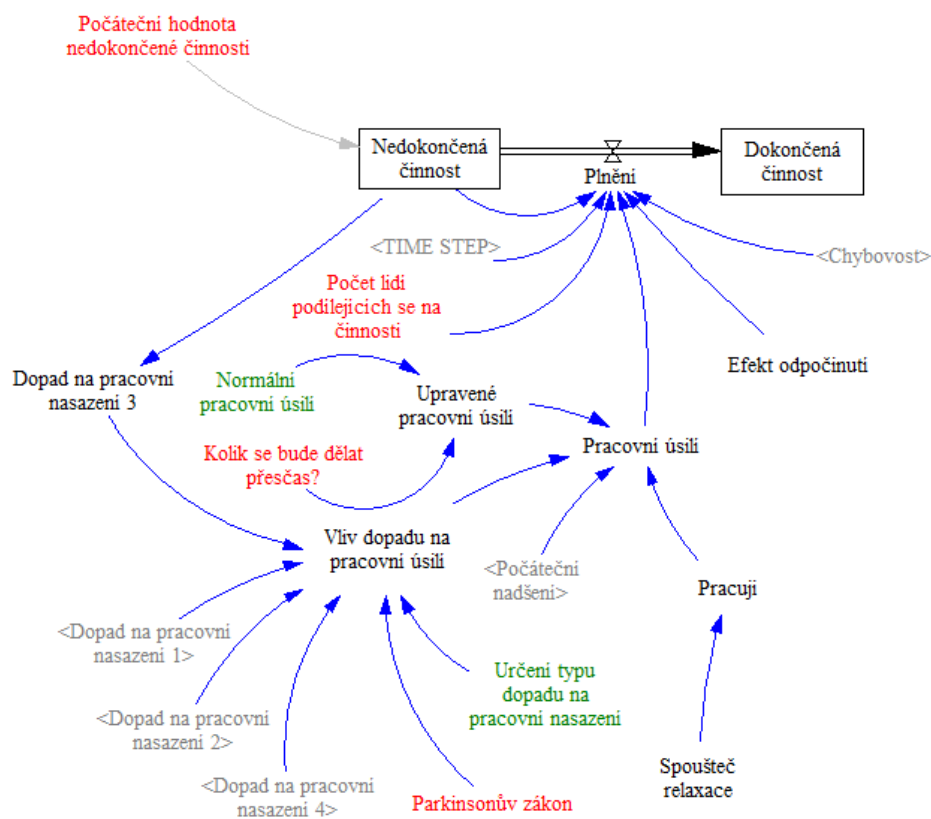 Počáteční hodnota
nedokončené činnosti
Nedokončená
činnost
Plnění
Dokončená
činnost
<TIME STEP>
<Chybovost>
Počet lidí
podílejících se na
činnosti
Efekt odpočinutí
Dopad na pracovní
nasazení 3
Normální
pracovní úsilí
Upravené
pracovní úsilí
Kolik se bude dělat
přesčas?
Pracovní úsilí
Vliv dopadu na
pracovní úsilí
<Počáteční
nadšení>
Pracuji
<Dopad na pracovní
nasazení 1>
Určení typu
dopadu na
pracovní nasazení
<Dopad na pracovní
nasazení 2>
Spoušteč
relaxace
<Dopad na pracovní
nasazení 4>
Parkinsonův zákon